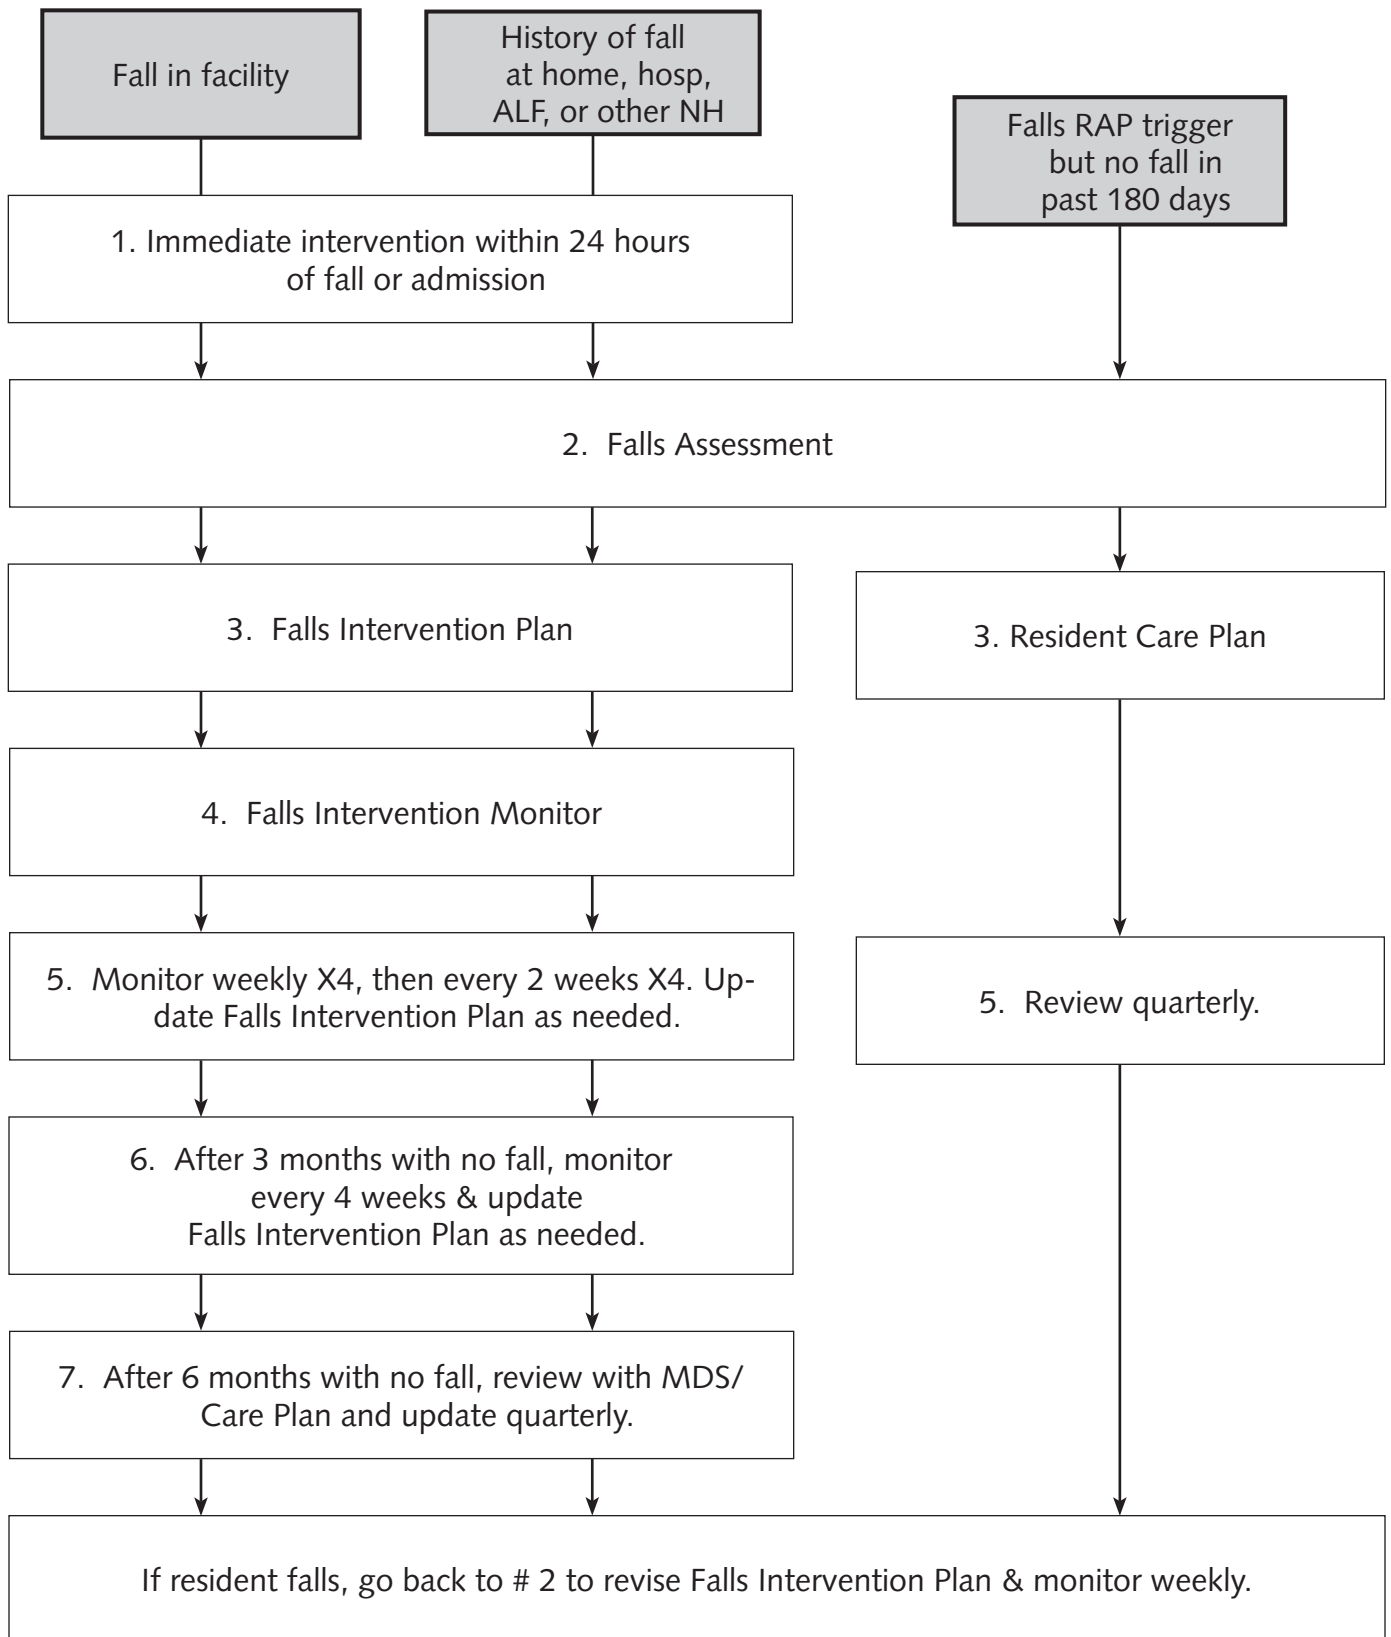 Fall in facility
History of fall
at home, hosp,
ALF, or other NH
Falls RAP trigger
but no fall in
past 180 days
1. Immediate intervention within 24 hours
of fall or admission
2. Falls Assessment
3. Falls Intervention Plan
3. Resident Care Plan
4. Falls Intervention Monitor
5. Monitor weekly X4, then every 2 weeks X4. Up-
date Falls Intervention Plan as needed.
5. Review quarterly.
6. After 3 months with no fall, monitor
every 4 weeks & update
Falls Intervention Plan as needed.
7. After 6 months with no fall, review with MDS/
Care Plan and update quarterly.
If resident falls, go back to # 2 to revise Falls Intervention Plan & monitor weekly.